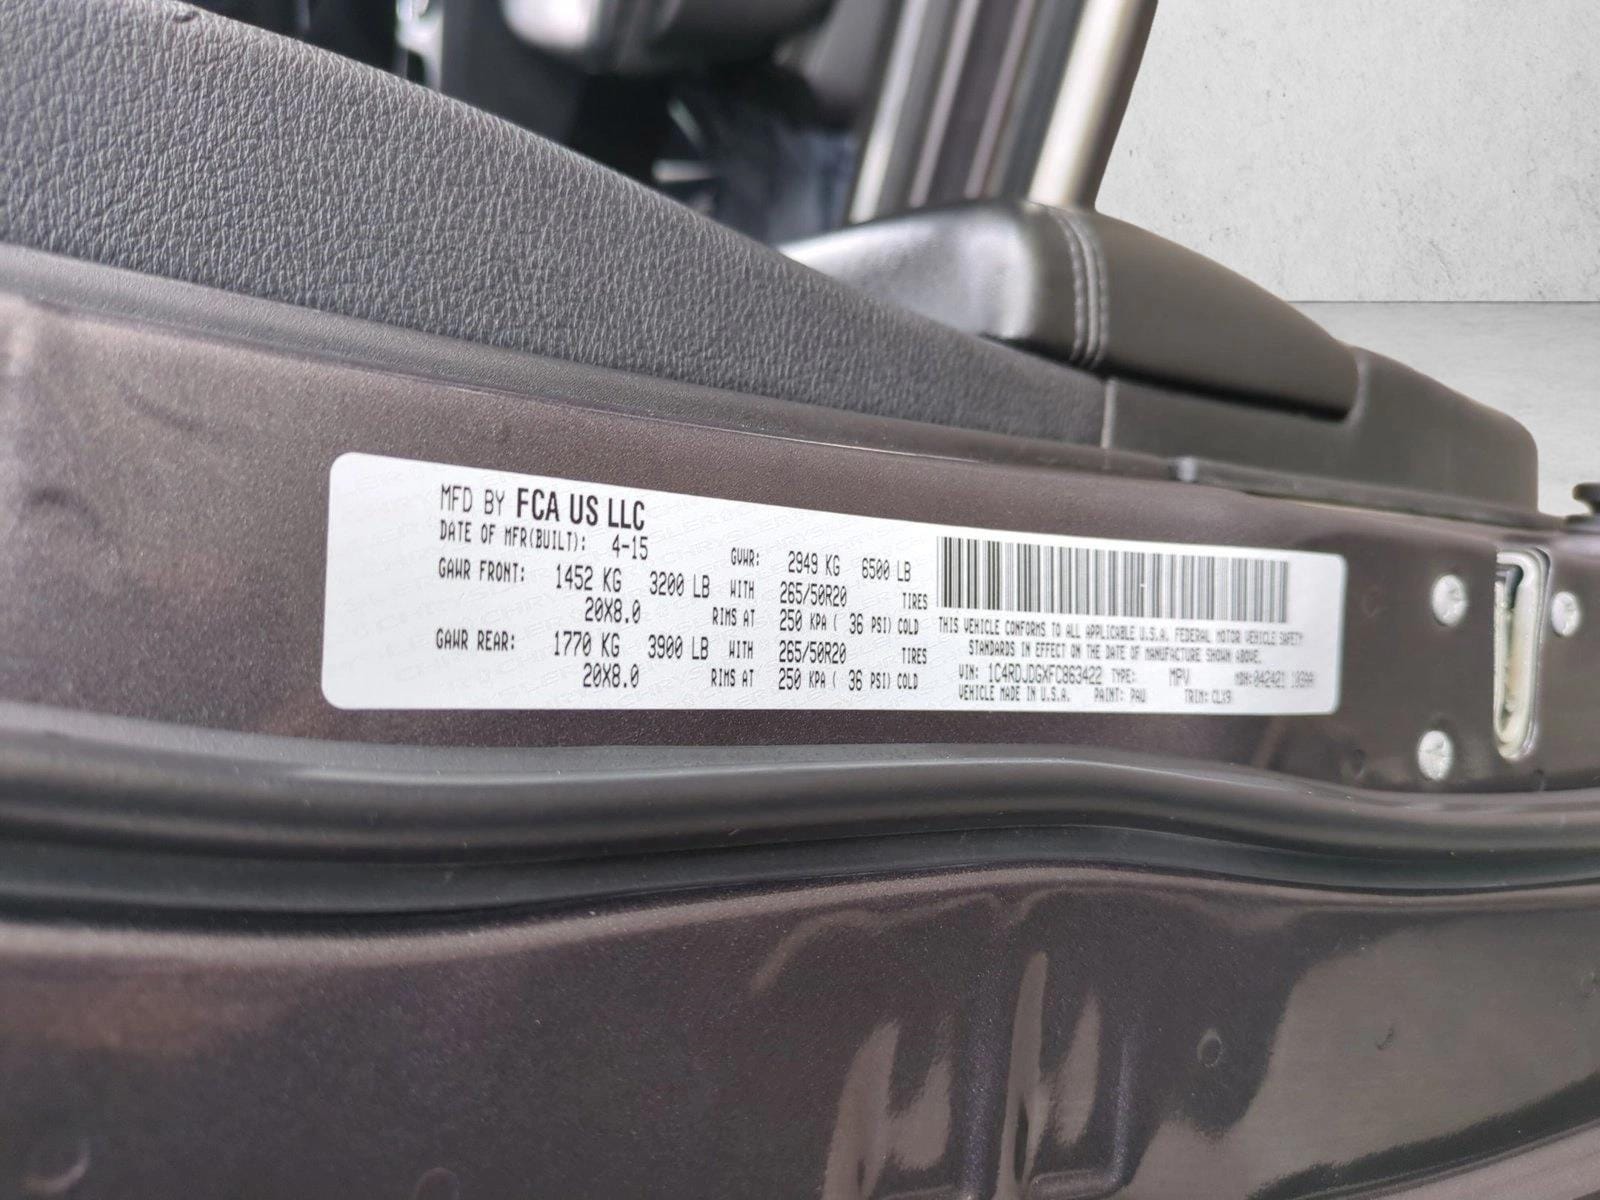 MFD BY FCA US LLC
DATE OF MFR(BUILT): 4-15 GVWR: 2949 KG 6500 LB
GAWR FRONT: 1452 KG 3200 LB WITH 265/50R20 TIRES
20X8.0 RIMS AT 250 KPA ( 36 PSI) COLD
GAWR REAR: 1770 KG 3900 LB WITH 265/50R20 TIRES
20X8.0 RIMS AT 250 KPA ( 36 PSI) COLD
THIS VEHICLE CONFORMS TO ALL APPLICABLE U.S.A. FEDERAL MOTOR VEHICLE SAFETY
STANDARDS IN EFFECT ON THE DATE OF MANUFACTURE SHOWN ABOVE.
VIN: 1C4RDJDGXFC863422 TYPE: MPV MDH: 042421
VEHICLE MADE IN U.S.A. PAINT: PAU TRIM: CLX9